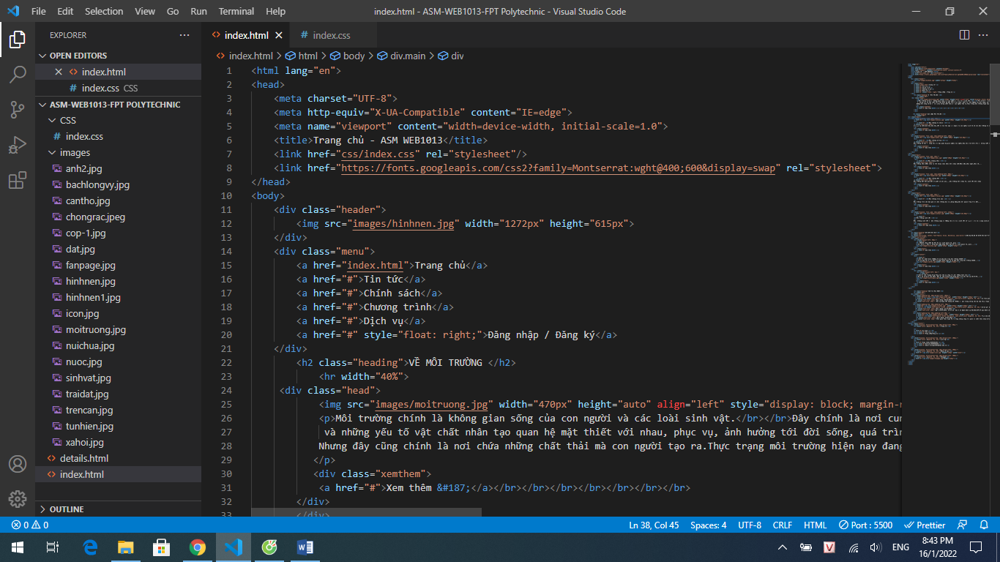 File Edit Selection View Go Run Terminal Help index.html - ASM-WEB1013-FPT Polytechnic - Visual Studio Code
EXPLORER
OPEN EDITORS
index.html
index.css CSS
ASM-WEB1013-FPT POLYTECHNIC
CSS
index.css
images
anh2.jpg
bachlongvy.jpg
cantho.jpg
chongrac.jpeg
cop-1.jpg
dat.jpg
fanpage.jpg
hinhnen.jpg
hinhnen1.jpg
icon.jpg
moitruong.jpg
nuichua.jpg
nuoc.jpg
sinhvat.jpg
traidat.jpg
trencan.jpg
tunhien.jpg
xahoi.jpg
details.html
index.html
OUTLINE
index.html index.css
index.html > html > body > div.main > div
1 <html lang="en">
2 <head>
3 <meta charset="UTF-8">
4 <meta http-equiv="X-UA-Compatible" content="IE=edge">
5 <meta name="viewport" content="width=device-width, initial-scale=1.0">
6 <title>Trang chủ - ASM WEB1013</title>
7 <link href="css/index.css" rel="stylesheet"/>
8 <link href="https://fonts.googleapis.com/css2?family=Montserrat:wght@400;600&display=swap" rel="stylesheet">
9 </head>
10 <body>
11 <div class="header">
12 <img src="images/hinhnen.jpg" width="1272px" height="615px">
13 </div>
14 <div class="menu">
15 <a href="index.html">Trang chủ</a>
16 <a href="#">Tin tức</a>
17 <a href="#">Chính sách</a>
18 <a href="#">Chương trình</a>
19 <a href="#">Dịch vụ</a>
20 <a href="#" style="float: right;">Đăng nhập / Đăng ký</a>
21 </div>
22 <h2 class="heading">VỀ MÔI TRƯỜNG </h2>
23 <hr width="40%">
24 <div class="head">
25 <img src="images/moitruong.jpg" width="470px" height="auto" align="left" style="display: block; margin-r
26 <p>Môi trường chính là không gian sống của con người và các loài sinh vật.</br></br>Đây chính là nơi cun
27 và những yếu tố vật chất nhân tạo quan hệ mặt thiết với nhau, phục vụ, ảnh hưởng tới đời sống, quá trìn
28 Nhưng đây cũng chính là nơi chứa những chất thải mà con người tạo ra.Thực trạng môi trường hiện nay đang
29 </p>
30 <div class="xemthem">
31 <a href="#">Xem thêm &#187;</a></br></br></br></br></br></br></br>
32 </div>
33 </div>
0 0 Ln 38, Col 45 Spaces: 4 UTF-8 CRLF HTML Port : 5500 Prettier
ENG
8:43 PM
16/1/2022